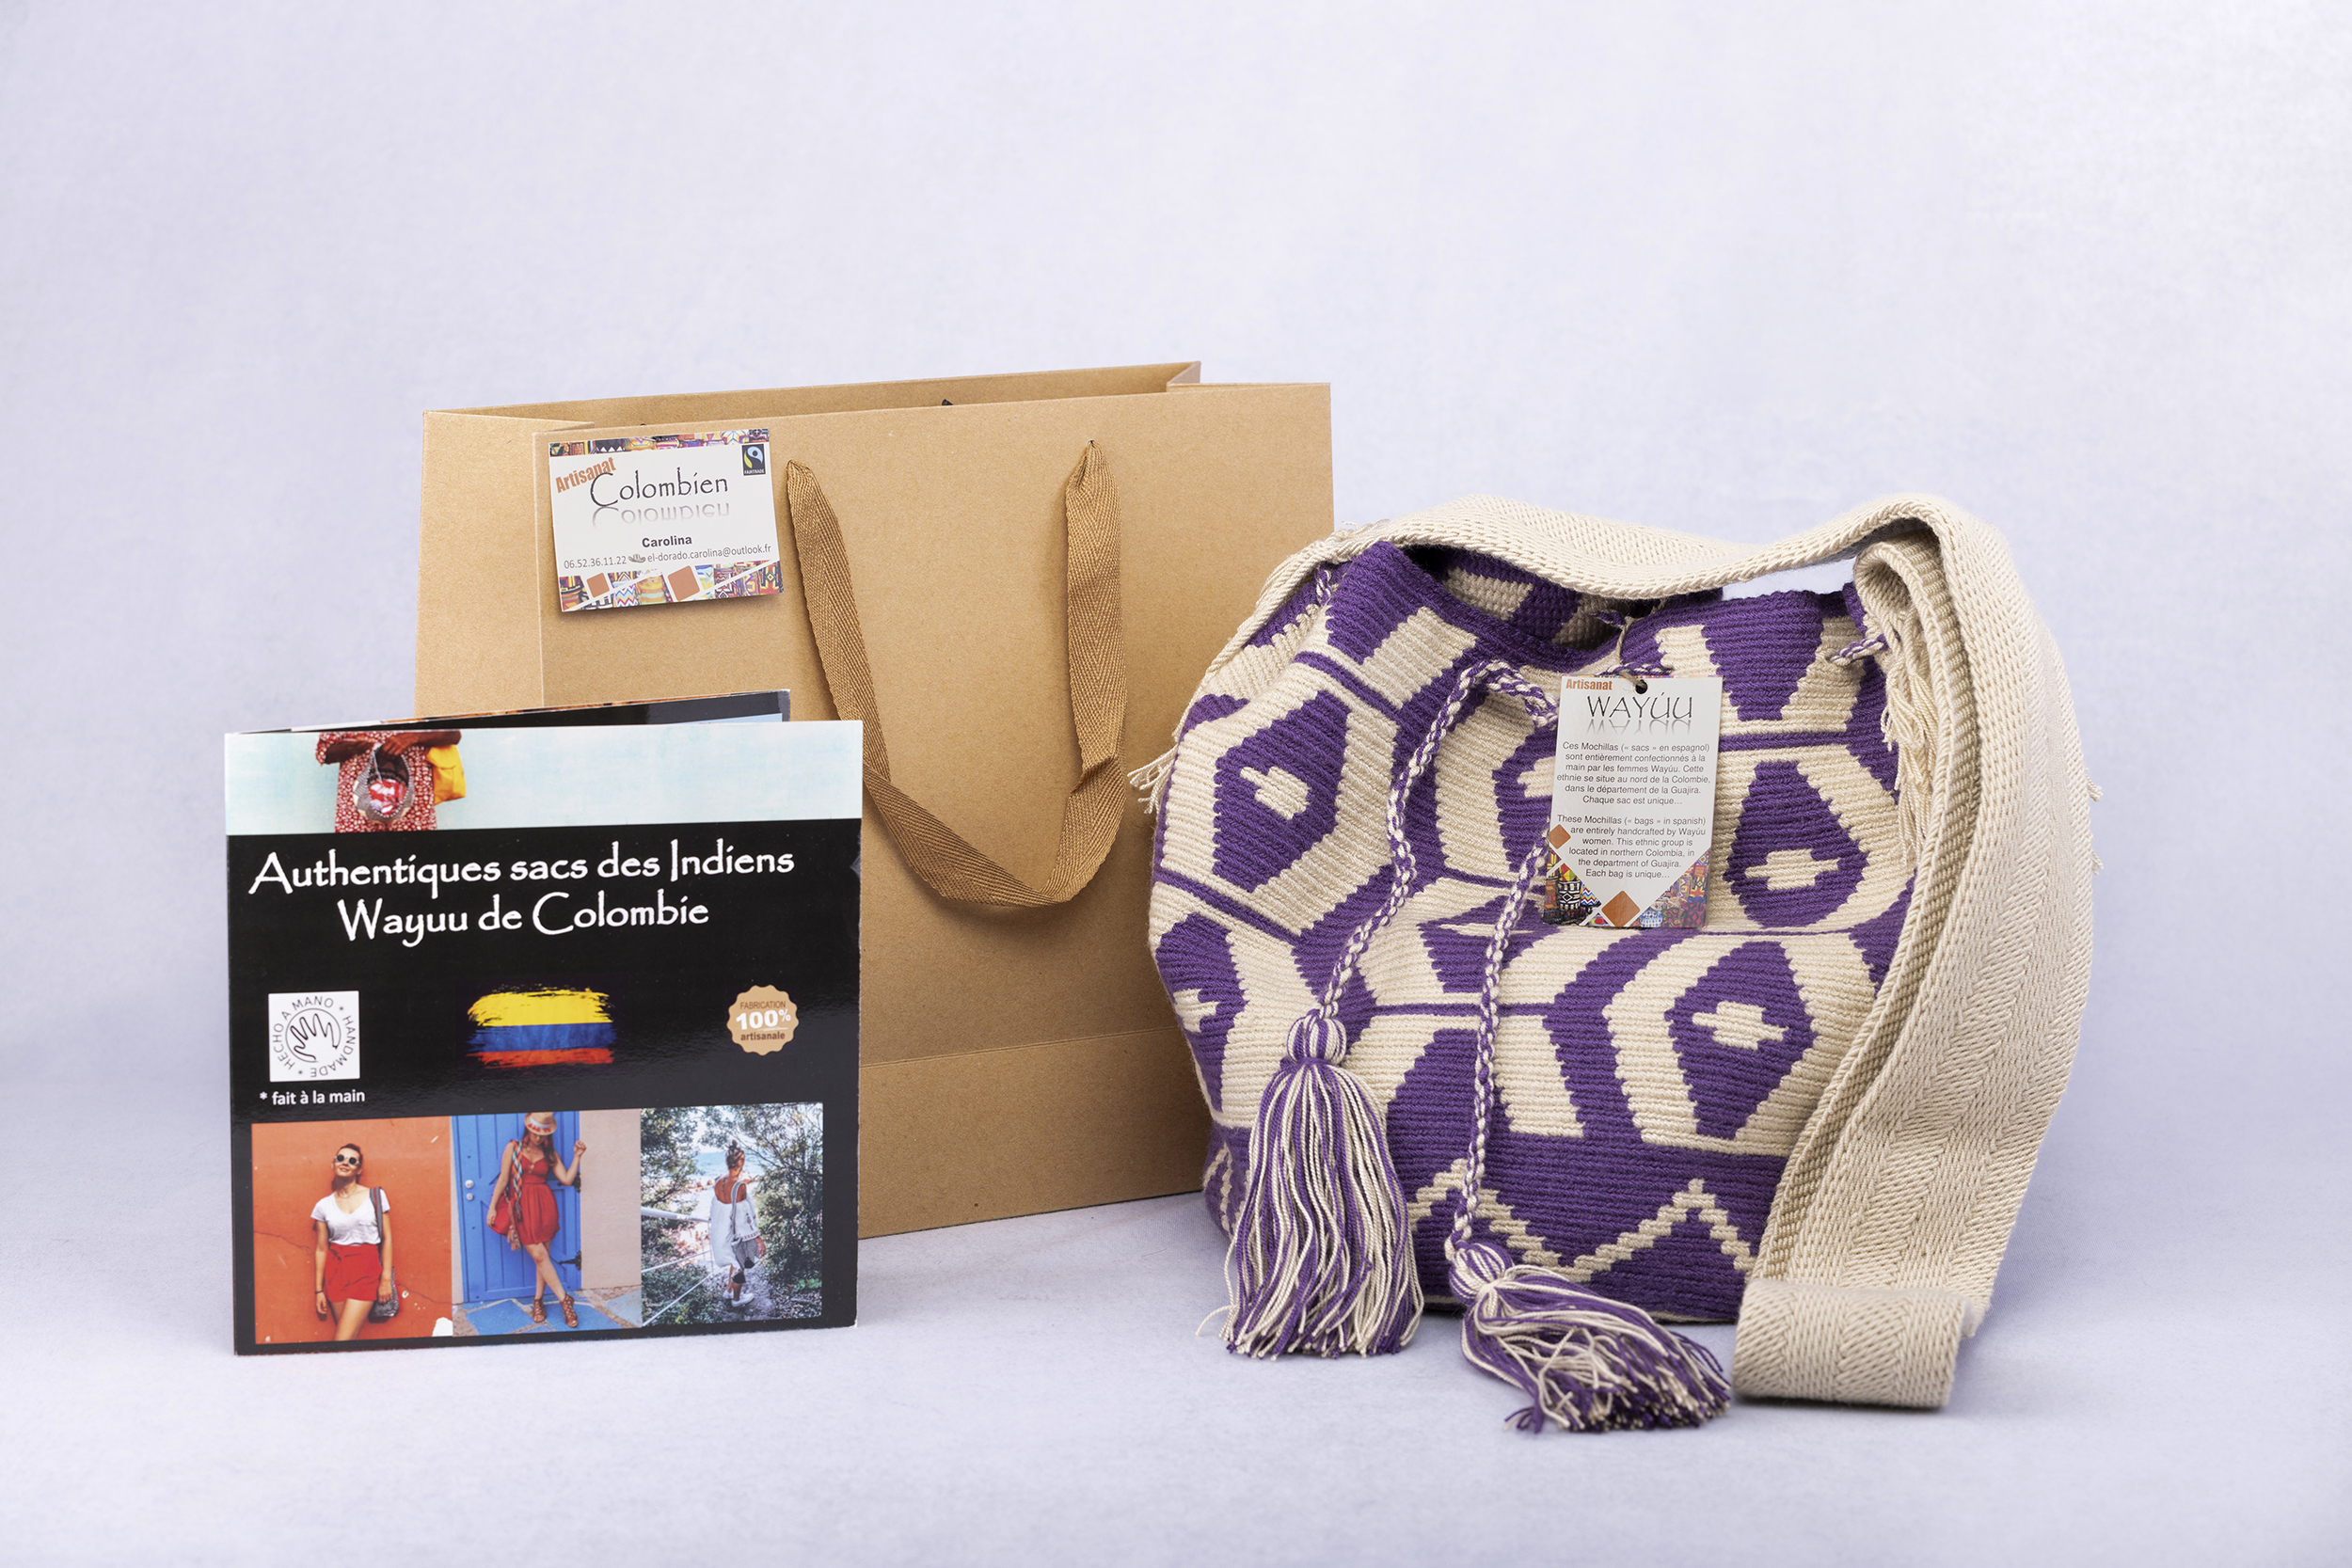 Artisanat
Colombien
FAIRTRADE
Carolina
06.52.36.11.22 el-dorado.carolina@outlook.fr
Authentiques sacs des Indiens
Wayuu de Colombie
HECHO A MANO * HANDMADE *
* fait à la main
FABRICATION
100%
artisanale
Artisanat
WAYÚU
Ces Mochillas (« sacs » en espagnol)
sont entièrement confectionnés à la
main par les femmes Wayúu. Cette
ethnie se situe au nord de la Colombie,
dans le département de la Guajira.
Chaque sac est unique...
These Mochillas (« bags » in spanish)
are entirely handcrafted by Wayúu
women. This ethnic group is
located in northern Colombia, in
the department of Guajira.
Each bag is unique...